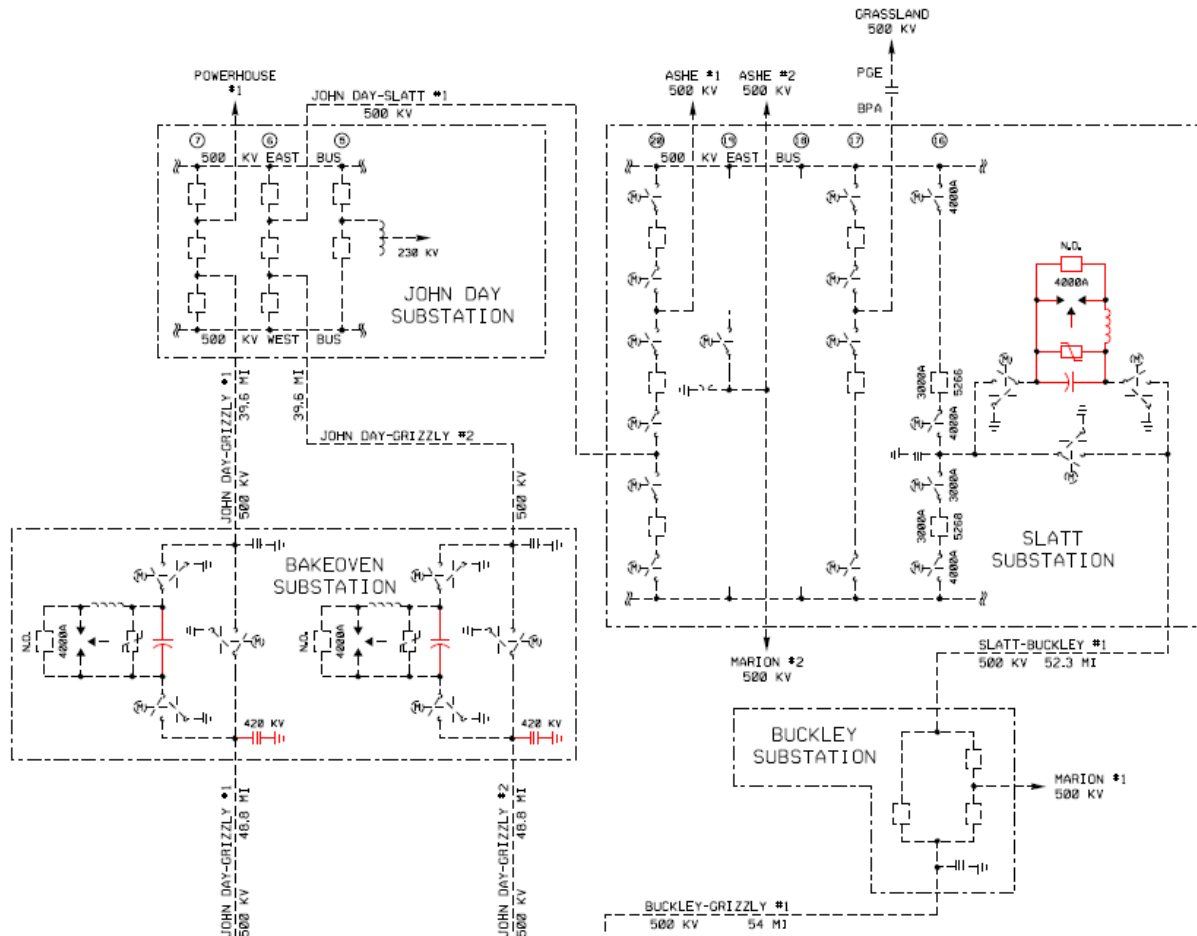 GRASSLAND
500 KV
PGE
BPA
POWERHOUSE
#1
JOHN DAY-SLATT #1
500 KV
ASHE #1
500 KV
ASHE #2
500 KV
7
6
5
500 KV EAST BUS
230 KV
JOHN DAY
SUBSTATION
500 KV WEST BUS
20
19
18
17
16
500 KV EAST BUS
M
M
4000A
M
M
M
M
M
3000A
5266
M
M
4000A
M
M
3000A
3000A
5268
M
M
M
4000A
N.O.
4000A
M
M
M
SLATT
SUBSTATION
JOHN DAY-GRIZZLY #1
39.6 MI
500 KV
39.6 MI
JOHN DAY-GRIZZLY #2
500 KV
BAKEOVEN
SUBSTATION
M
M
N.O.
4000A
M
N.O.
4000A
M
M
M
420 KV
420 KV
MARION #2
500 KV
SLATT-BUCKLEY #1
500 KV 52.3 MI
BUCKLEY
SUBSTATION
MARION #1
500 KV
JOHN DAY-GRIZZLY #1
500 KV
48.8 MI
JOHN DAY-GRIZZLY #2
500 KV
48.8 MI
BUCKLEY-GRIZZLY #1
500 KV 54 MI